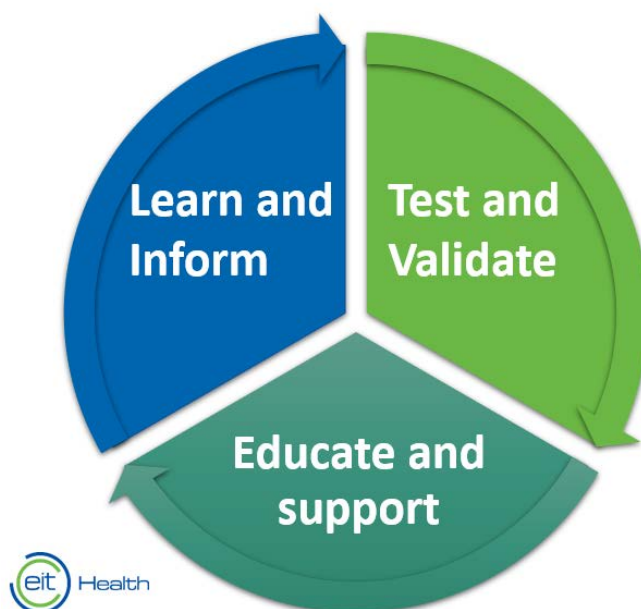 Learn and
Inform
Test and
Validate
Educate and
support
eit Health